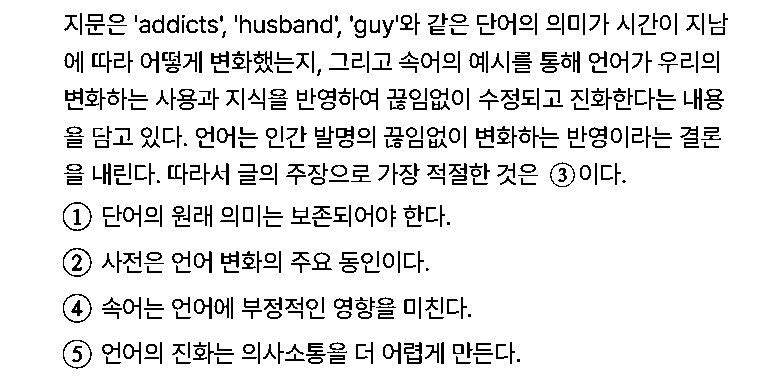 지문은 'addicts', 'husband', 'guy'와 같은 단어의 의미가 시간이 지남
에 따라 어떻게 변화했는지, 그리고 속어의 예시를 통해 언어가 우리의
변화하는 사용과 지식을 반영하여 끊임없이 수정되고 진화한다는 내용
을 담고 있다. 언어는 인간 발명의 끊임없이 변화하는 반영이라는 결론
을 내린다. 따라서 글의 주장으로 가장 적절한 것은 ③이다.
① 단어의 원래 의미는 보존되어야 한다.
② 사전은 언어 변화의 주요 동인이다.
④ 속어는 언어에 부정적인 영향을 미친다.
⑤ 언어의 진화는 의사소통을 더 어렵게 만든다.